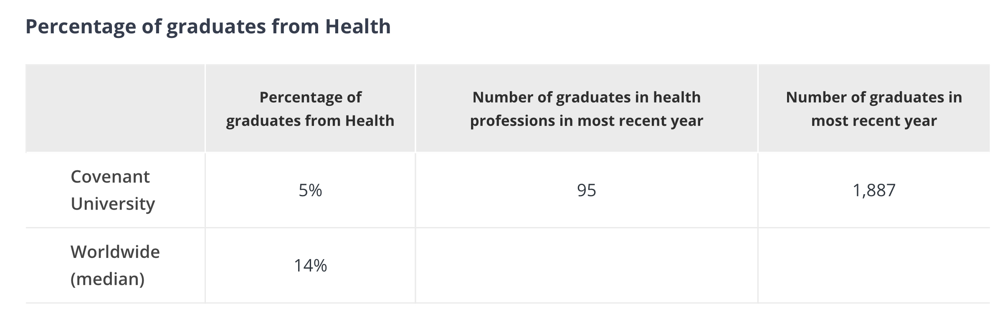 Percentage of graduates from Health
Percentage of
graduates from Health
Number of graduates in health
professions in most recent year
Number of graduates in
most recent year
Covenant
University
5%
95
1,887
Worldwide
(median)
14%